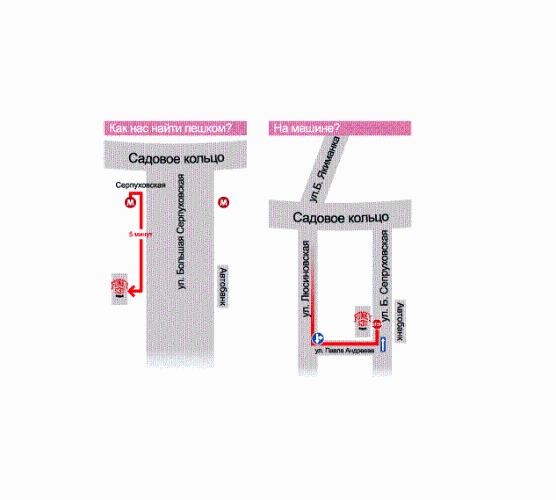 Как нас найти пешком?
Садовое кольцо
Серпуховская
М
М
5 минут
ул. Большая Серпуховская
Автобанк
На машине?
ул.Б. Якиманка
Садовое кольцо
ул. Люсиновская
ул. Б. Сепруховская
Автобанк
ул. Павла Андреева